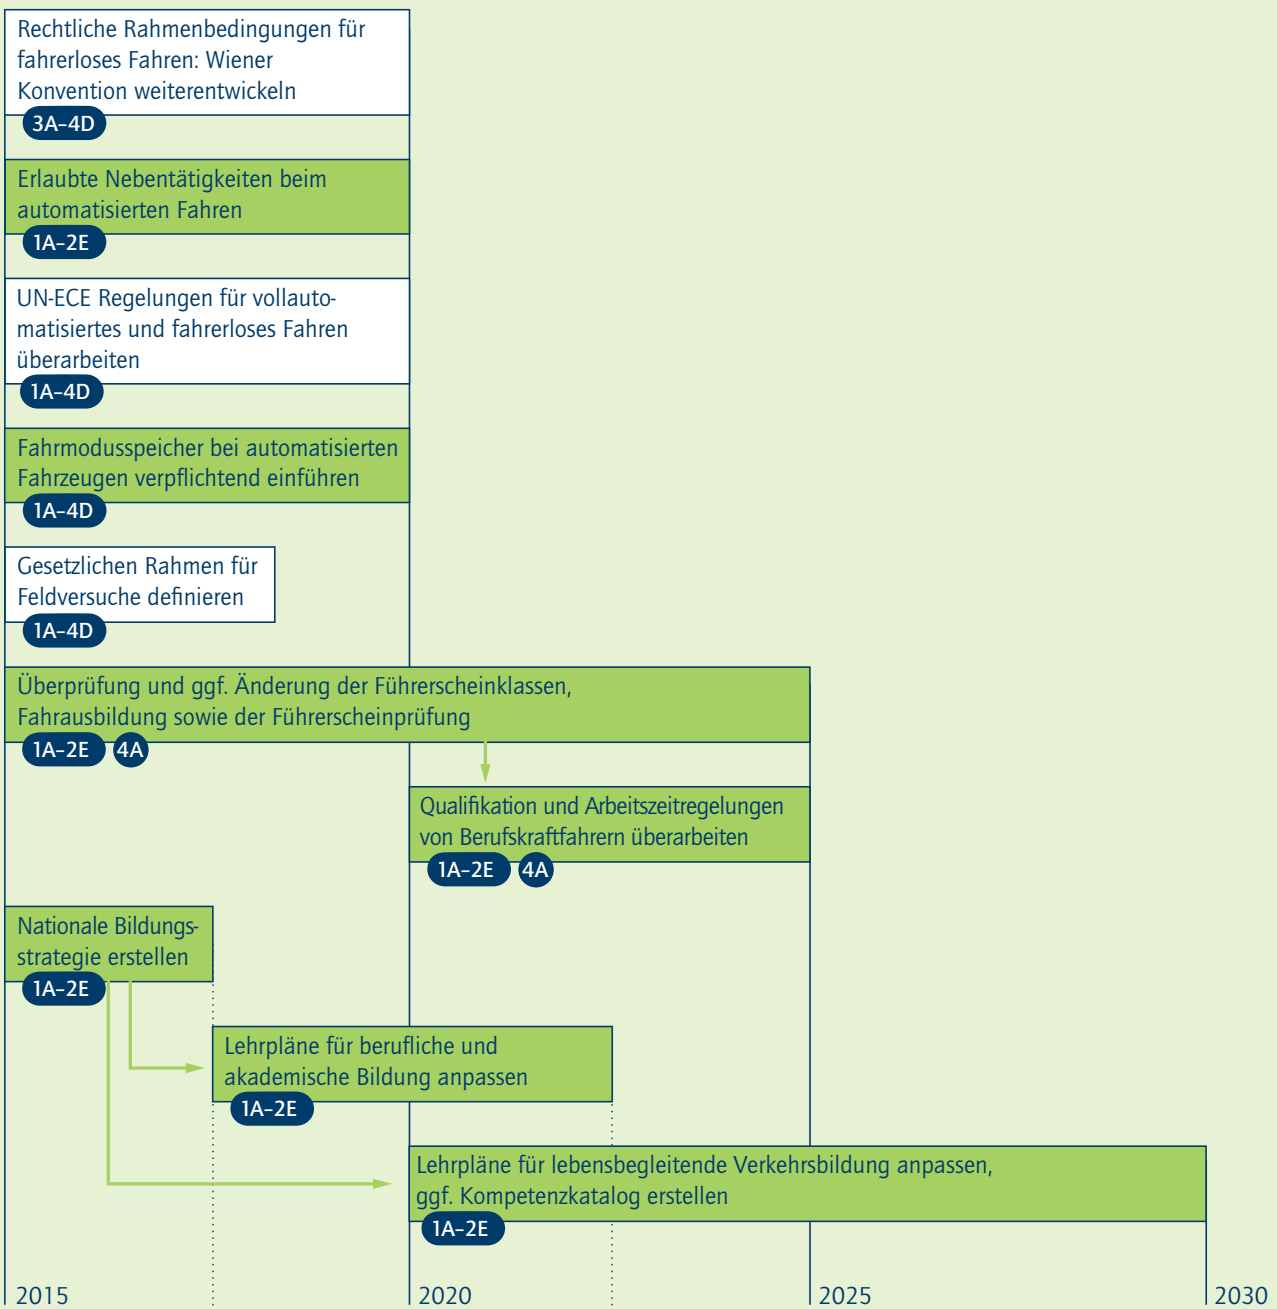 Rechtliche Rahmenbedingungen für
fahrerloses Fahren: Wiener
Konvention weiterentwickeln
3A–4D
Erlaubte Nebentätigkeiten beim
automatisierten Fahren
1A–2E
UN-ECE Regelungen für vollauto-
matisiertes und fahrerloses Fahren
überarbeiten
1A–4D
Fahrmodusspeicher bei automatisierten
Fahrzeugen verpflichtend einführen
1A–4D
Gesetzlichen Rahmen für
Feldversuche definieren
1A–4D
Überprüfung und ggf. Änderung der Führerscheinklassen,
Fahrausbildung sowie der Führerscheinprüfung
1A–2E 4A
Qualifikation und Arbeitszeitregelungen
von Berufskraftfahrern überarbeiten
1A–2E 4A
Nationale Bildungs-
strategie erstellen
1A–2E
Lehrpläne für berufliche und
akademische Bildung anpassen
1A–2E
Lehrpläne für lebensbegleitende Verkehrsbildung anpassen,
ggf. Kompetenzkatalog erstellen
1A–2E
2015 2020 2025 2030